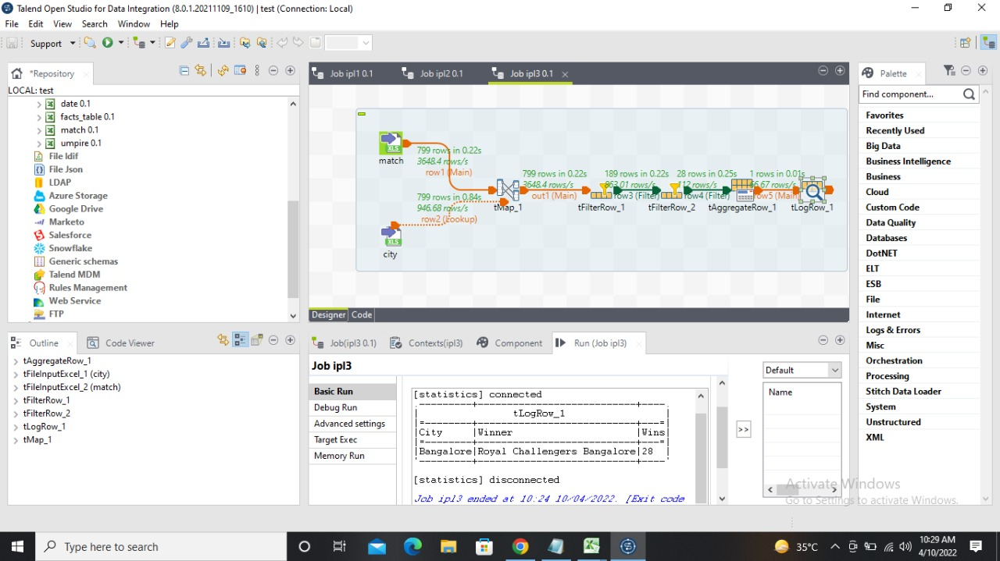 Talend Open Studio for Data Integration (8.0.1.20211109_1610) | test (Connection: Local)
File Edit View Search Window Help
Support
*Repository
LOCAL: test
date 0.1
facts_table 0.1
match 0.1
umpire 0.1
File ldif
File Json
LDAP
Azure Storage
Google Drive
Marketo
Salesforce
Snowflake
Generic schemas
Talend MDM
Rules Management
Web Service
FTP
Outline Code Viewer
tAggregateRow_1
tFileInputExcel_1 (city)
tFileInputExcel_2 (match)
tFilterRow_1
tFilterRow_2
tLogRow_1
tMap_1
Job ipl1 0.1 Job ipl2 0.1 Job ipl3 0.1
XLS
match
799 rows in 0.22s
3648.4 rows/s
row1 (Main)
799 rows in 0.84s
946.68 rows/s
row2 (Lookup)
XLS
city
tMap_1
799 rows in 0.22s
3648.4 rows/s
out1 (Main)
tFilterRow_1
189 rows in 0.22s
863.01 rows/s
row3 (Filter)
tFilterRow_2
28 rows in 0.25s
112 rows/s
row4 (Filter)
tAggregateRow_1
1 rows in 0.01s
66.67 rows/s
row5 (Main)
tLogRow_1
Designer Code
Job(ipl3 0.1) Contexts(ipl3) Component Run (Job ipl3)
Job ipl3
Basic Run
Debug Run
Advanced settings
Target Exec
Memory Run
[statistics] connected
tLogRow_1
City |Winner |Wins
Bangalore|Royal Challengers Bangalore|28
[statistics] disconnected
Job ipl3 ended at 10:24 10/04/2022. [Exit code
>>
Default
Name
Palette
Find component...
Favorites
Recently Used
Big Data
Business Intelligence
Business
Cloud
Custom Code
Data Quality
Databases
DotNET
ELT
ESB
File
Internet
Logs & Errors
Misc
Orchestration
Processing
Stitch Data Loader
System
Unstructured
XML
Activate Windows
Go to Settings to activate Windows.
Type here to search
35°C
10:29 AM
4/10/2022